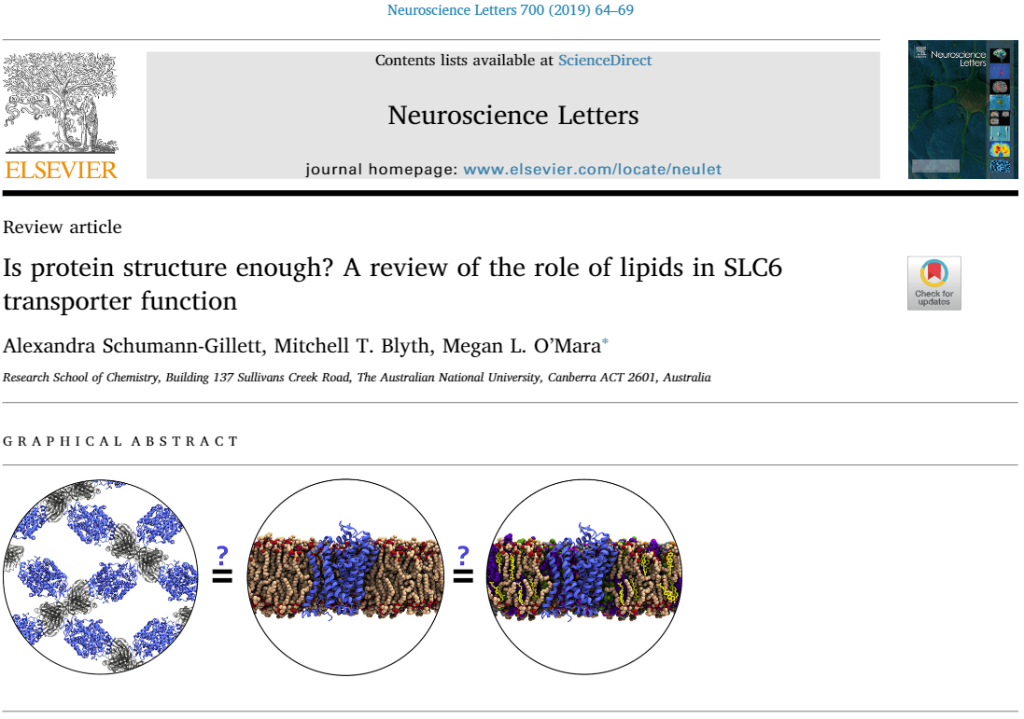 Neuroscience Letters 700 (2019) 64–69
Contents lists available at ScienceDirect
Neuroscience Letters
journal homepage: www.elsevier.com/locate/neulet
ELSEVIER
Neuroscience
Letters
Review article
Is protein structure enough? A review of the role of lipids in SLC6
transporter function
Check for
updates
Alexandra Schumann-Gillett, Mitchell T. Blyth, Megan L. O’Mara*
Research School of Chemistry, Building 137 Sullivans Creek Road, The Australian National University, Canberra ACT 2601, Australia
GRAPHICAL ABSTRACT
? = ? =